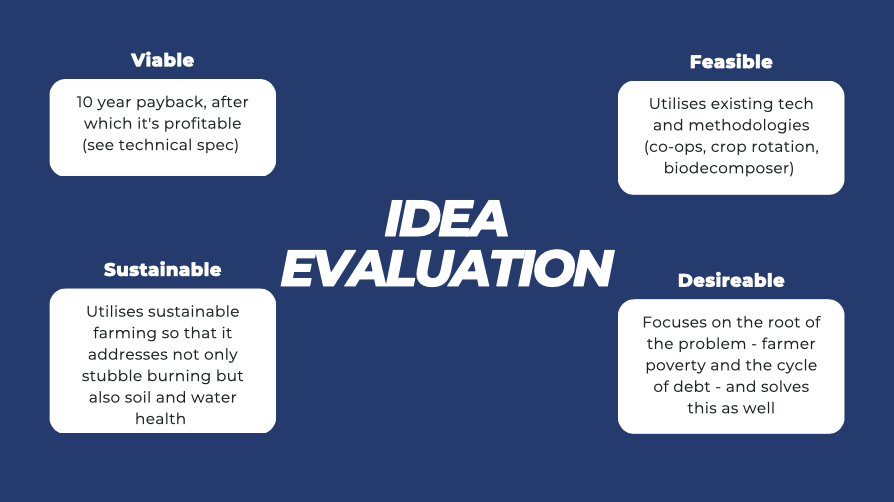 Viable
10 year payback, after
which it's profitable
(see technical spec)
Feasible
Utilises existing tech
and methodologies
(co-ops, crop rotation,
biodecomposer)
IDEA
EVALUATION
Sustainable
Utilises sustainable
farming so that it
addresses not only
stubble burning but
also soil and water
health
Desireable
Focuses on the root of
the problem - farmer
poverty and the cycle
of debt - and solves
this as well